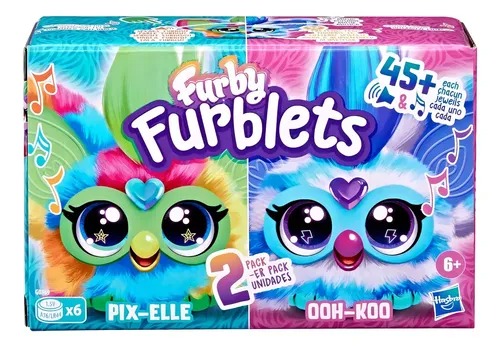 Furby
Furblets
45+
each
chacun
jeweils
cada uno
cada
&
2
PACK
-ER PACK
UNIDADES
6+
x6
PIX-ELLE
OOH-KOO
Hasbro